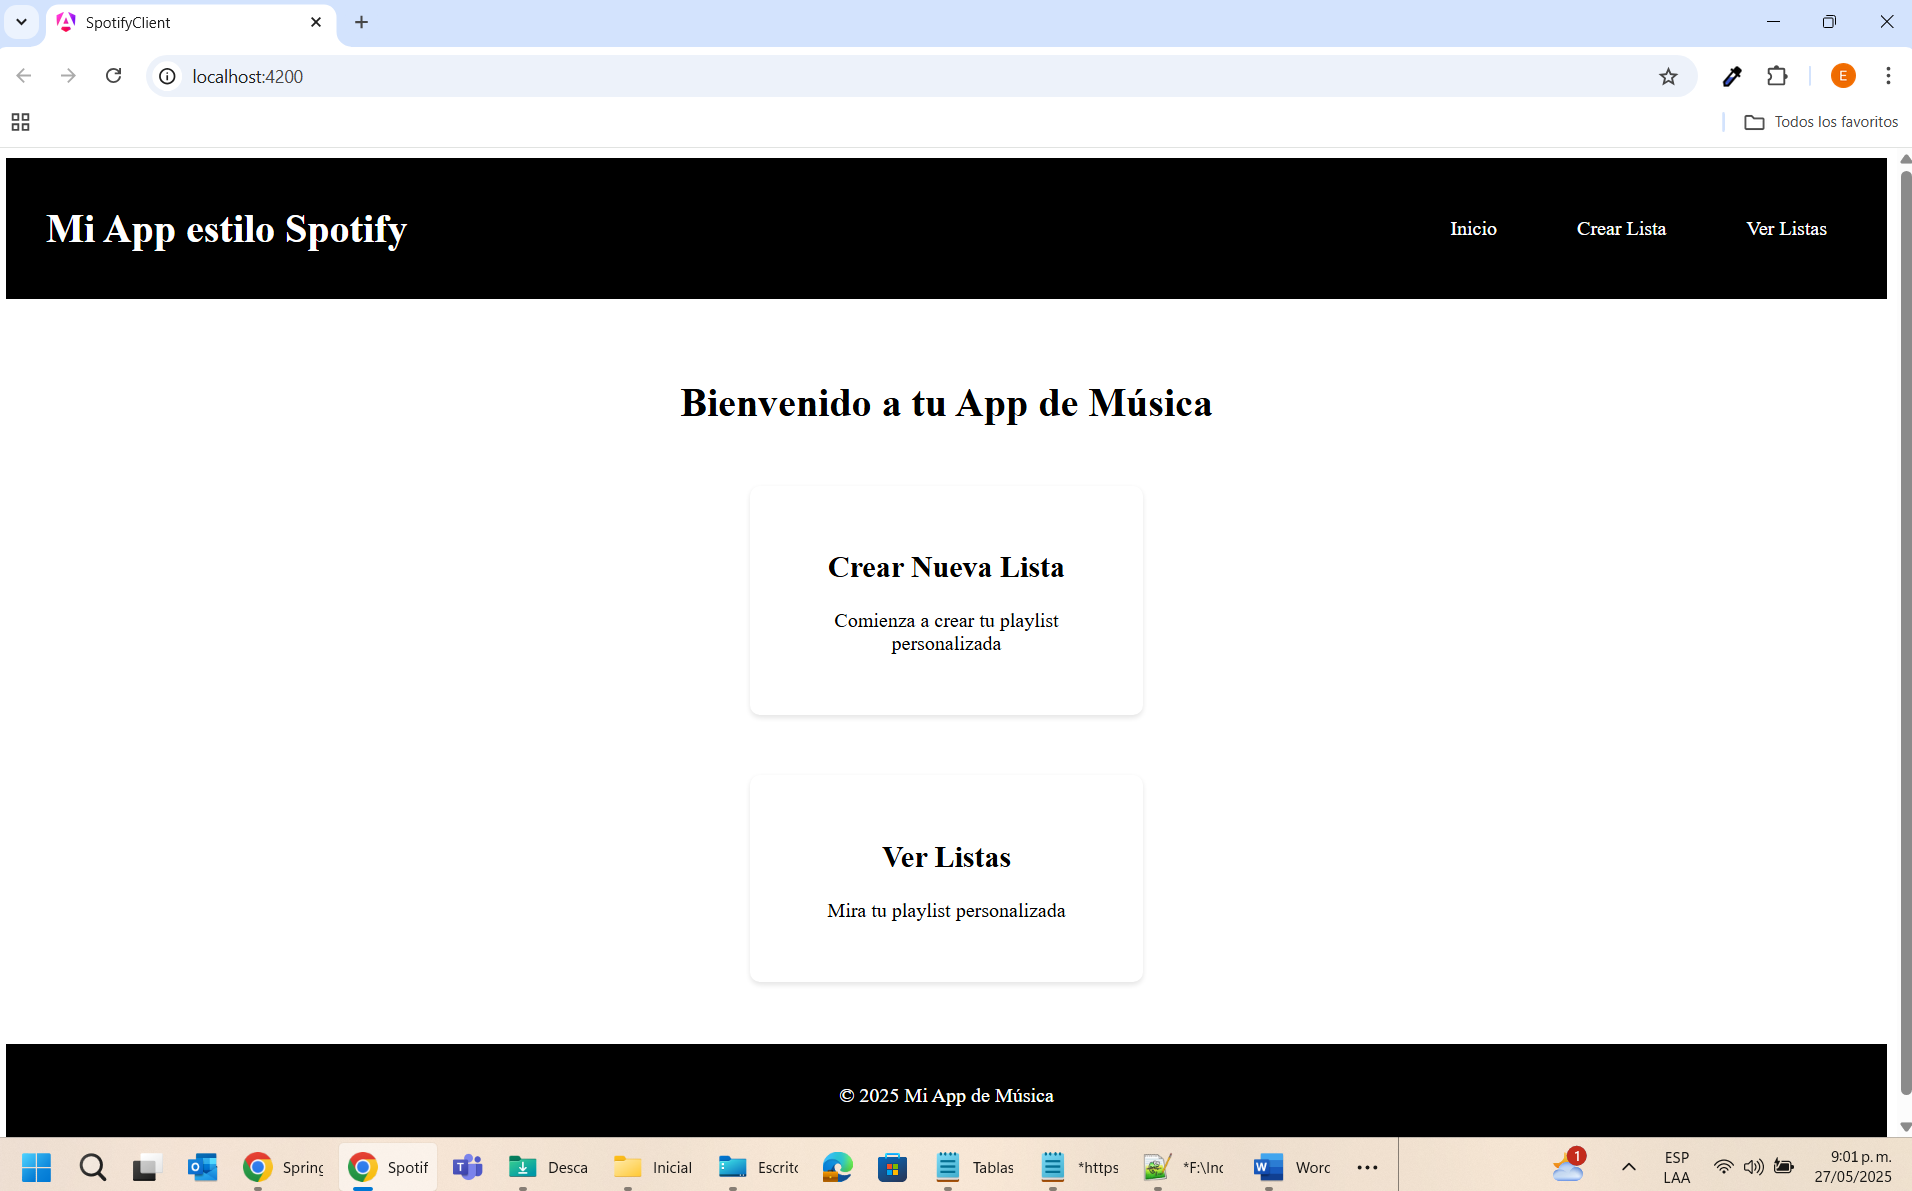 SpotifyClient
localhost:4200
E
Todos los favoritos
Mi App estilo Spotify
Inicio
Crear Lista
Ver Listas
Bienvenido a tu App de Música
Crear Nueva Lista
Comienza a crear tu playlist
personalizada
Ver Listas
Mira tu playlist personalizada
© 2025 Mi App de Música
Spring
Spotif
Desca
Inicial
Escrito
Tablas
*https
*F:\Inc
Word
1
ESP
LAA
9:01 p. m.
27/05/2025